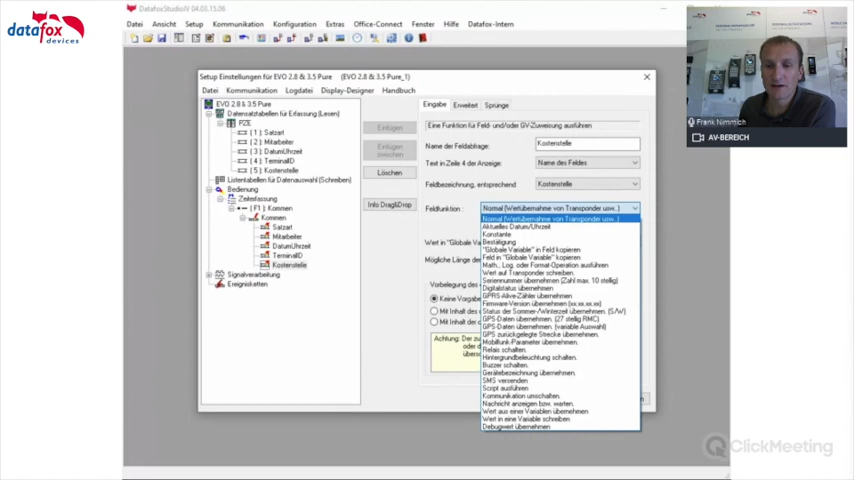 datafox
devices
DatafoxStudioIV 04.03.15.06
Datei Ansicht Setup Kommunikation Konfiguration Extras Office-Connect Fenster Hilfe Datafox-Intern
Setup Einstellungen für EVO 2.8 & 3.5 Pure (EVO 2.8 & 3.5 Pure_1)
Datei Kommunikation Logdatei Display-Designer Handbuch
EVO 2.8 & 3.5 Pure
Datensatztabellen für Erfassung (Lesen)
PZE
(1): Satzart
(2): Mitarbeiter
(3): DatumUhrzeit
(4): TerminalID
(5): Kostenstelle
Listentabellen für Datenauswahl (Schreiben)
Bedienung
Zeiterfassung
(F1): Kommen
Kommen
Satzart
Mitarbeiter
DatumUhrzeit
TerminalID
Kostenstelle
Signalverarbeitung
Ereignisketten
Einfügen
Einfügen
zwischen
Löschen
Info Drag&Drop
Eingabe Erweitert Sprünge
Eine Funktion für Feld- und/oder GV-Zuweisung ausführen
Name der Feldabfrage: Kostenstelle
Text in Zeile 4 der Anzeige: Name des Feldes
Feldbezeichnung, entsprechend Kostenstelle
Feldfunktion: Normal (Wertübernahme von Transponder usw..)
Normal (Wertübernahme von Transponder usw..)
Aktuelles Datum/Uhrzeit
Konstante
Bestätigung
"Globale Variable" in Feld kopieren
Feld in "Globale Variable" kopieren
Math., Log. oder Format-Operation ausführen
Wert auf Transponder schreiben.
Seriennummer übernehmen (Zahl max. 10 stellig)
Digitalstatus übernehmen
GPRS-Alive-Zähler übernehmen
Firmware-Version übernehmen (xx.xx.xx.xx)
Status der Sommer-/Winterzeit übernehmen. (S/W)
GPS-Daten übernehmen. (27 stellig RMC)
GPS-Daten übernehmen. (variable Auswahl)
GPS zurückgelegte Strecke übernehmen.
Mobilfunk-Parameter übernehmen.
Relais schalten.
Hintergrundbeleuchtung schalten.
Buzzer schalten.
Gerätebezeichnung übernehmen.
SMS versenden
Script ausführen
Kommunikation umschalten.
Nachricht anzeigen bzw. warten.
Wert aus einer Variablen übernehmen
Wert in eine Variable schreiben
Debugwert übernehmen
Wert in "Globale
Mögliche Länge de
Vorbelegung des
Keine Vorgabe
Mit Inhalt des
Mit Inhalt der
Achtung: Der zu
oder d
übersc
Frank Nimmich
AV-BEREICH
ClickMeeting